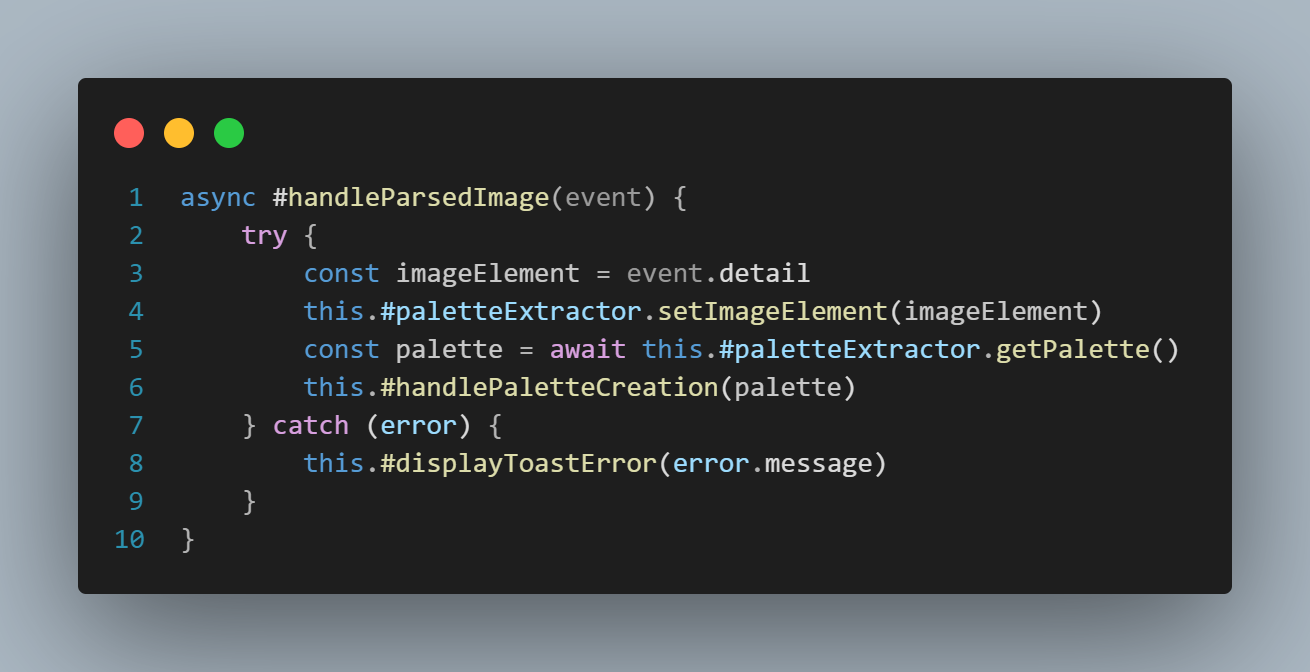 1 async #handleParsedImage(event) {
2     try {
3         const imageElement = event.detail
4         this.#paletteExtractor.setImageElement(imageElement)
5         const palette = await this.#paletteExtractor.getPalette()
6         this.#handlePaletteCreation(palette)
7     } catch (error) {
8         this.#displayToastError(error.message)
9     }
10 }